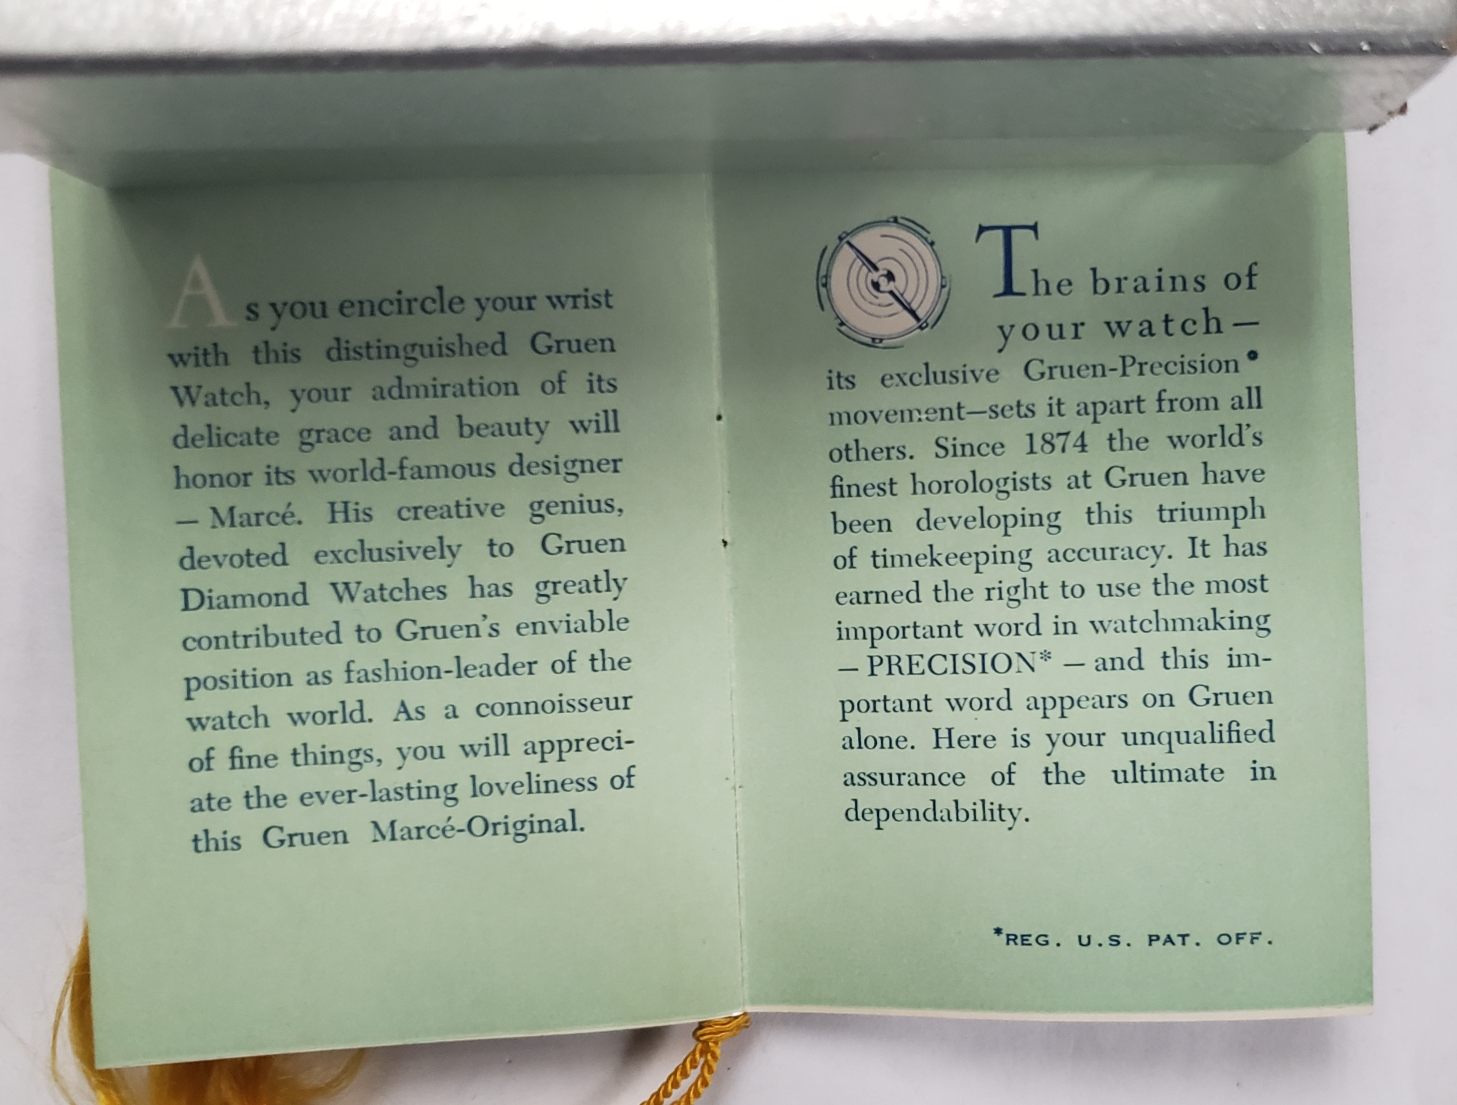 As you encircle your wrist
with this distinguished Gruen
Watch, your admiration of its
delicate grace and beauty will
honor its world-famous designer
— Marcé. His creative genius,
devoted exclusively to Gruen
Diamond Watches has greatly
contributed to Gruen's enviable
position as fashion-leader of the
watch world. As a connoisseur
of fine things, you will appreci-
ate the ever-lasting loveliness of
this Gruen Marcé-Original.
The brains of
your watch—
its exclusive Gruen-Precision*
movement—sets it apart from all
others. Since 1874 the world's
finest horologists at Gruen have
been developing this triumph
of timekeeping accuracy. It has
earned the right to use the most
important word in watchmaking
— PRECISION* — and this im-
portant word appears on Gruen
alone. Here is your unqualified
assurance of the ultimate in
dependability.
*REG. U.S. PAT. OFF.